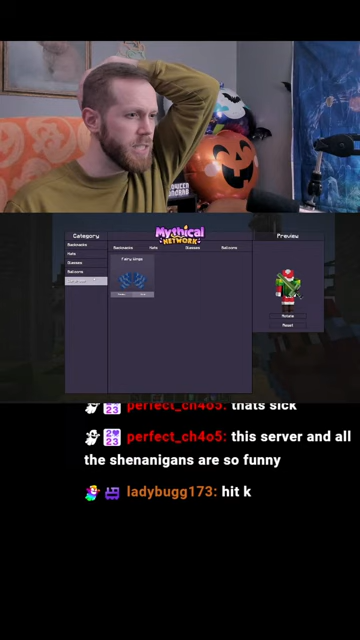 Category
Mythical
NETWORK
Preview
Backpacks
Hats
Glasses
Balloons
Backpacks
Hats
Glasses
Balloons
Fairy Wings
Rotate
Reset
perfect_ch4o5: thats sick
perfect_ch4o5: this server and all
the shenanigans are so funny
ladybugg173: hit k